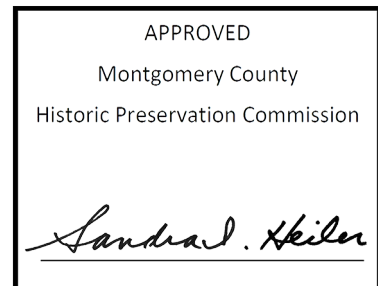 APPROVED
Montgomery County
Historic Preservation Commission
Sandra I. Heiler